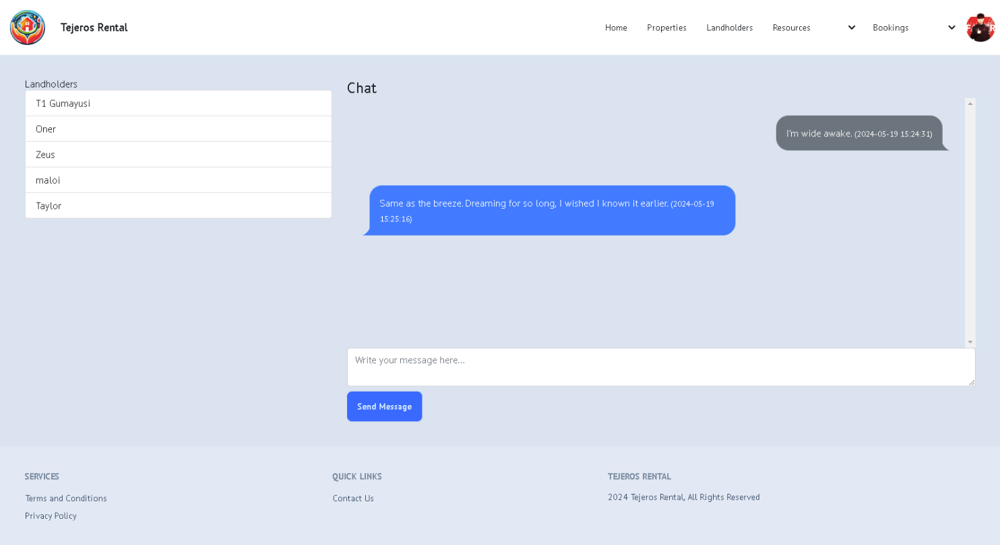 Tejeros Rental
Home
Properties
Landholders
Resources
Bookings
Landholders
T1 Gumayusi
Oner
Zeus
maloi
Taylor
Chat
I'm wide awake. (2024-05-19 15:24:31)
Same as the breeze. Dreaming for so long, I wished I known it earlier. (2024-05-19
15:25:16)
Write your message here...
Send Message
SERVICES
Terms and Conditions
Privacy Policy
QUICK LINKS
Contact Us
TEJEROS RENTAL
2024 Tejeros Rental, All Rights Reserved